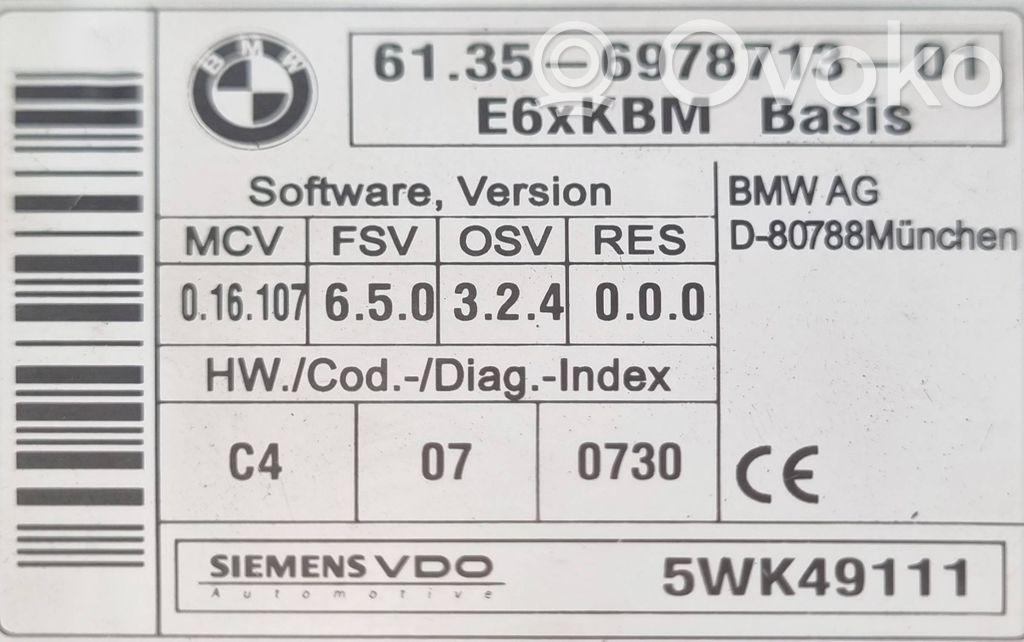 BMW
61.35-6978713-01
E6xKBM Basis
Ovoko
Software, Version
MCV FSV OSV RES
0.16.107 6.5.0 3.2.4 0.0.0
BMW AG
D-80788München
HW./Cod.-/Diag.-Index
C4 07 0730
CE
SIEMENS VDO
Automotive
5WK49111